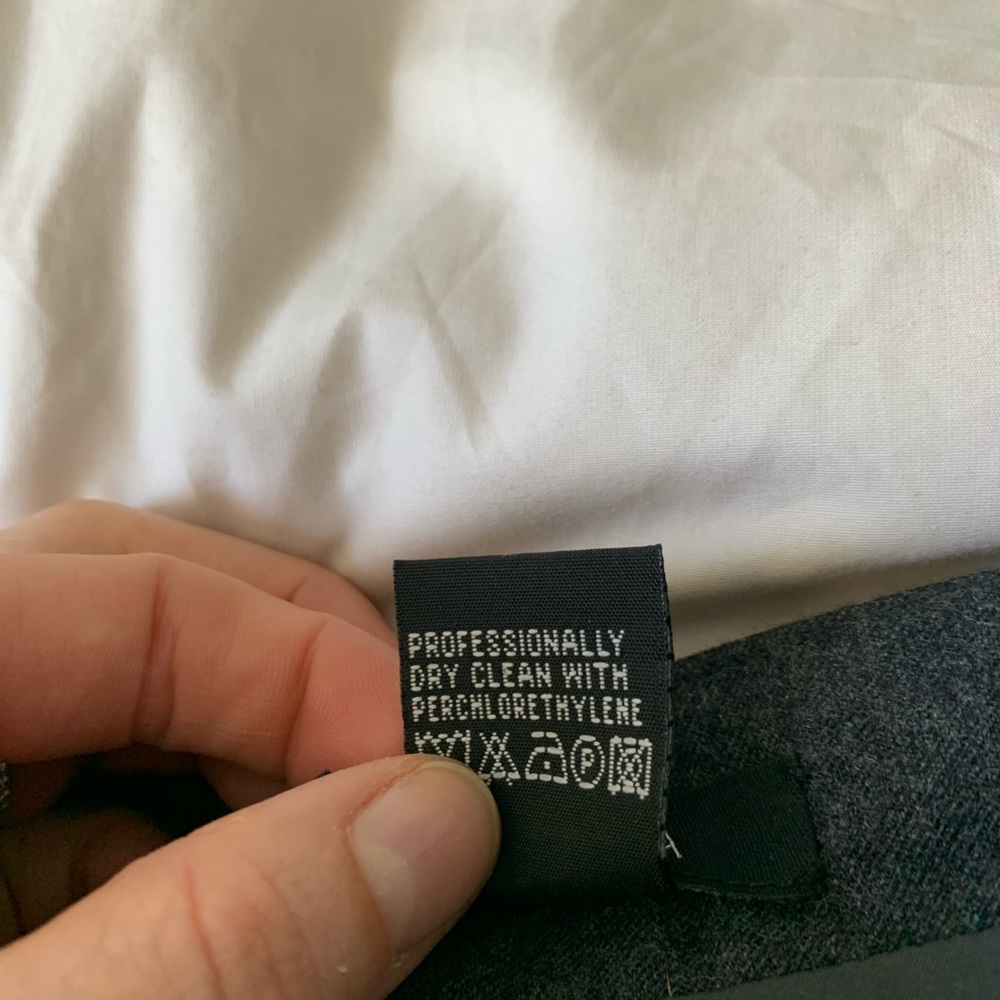 PROFESSIONALLY
DRY CLEAN WITH
PERCHLORETHYLENE
P